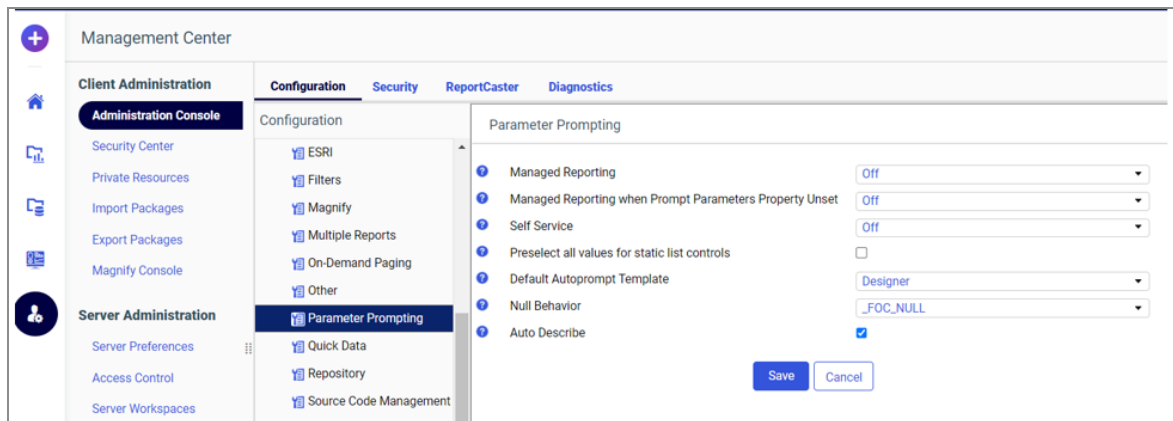 Management Center
Client Administration
Administration Console
Security Center
Private Resources
Import Packages
Export Packages
Magnify Console
Server Administration
Server Preferences
Access Control
Server Workspaces
Configuration
Security
ReportCaster
Diagnostics
Configuration
ESRI
Filters
Magnify
Multiple Reports
On-Demand Paging
Other
Parameter Prompting
Quick Data
Repository
Source Code Management
Parameter Prompting
Managed Reporting Off
Managed Reporting when Prompt Parameters Property Unset Off
Self Service Off
Preselect all values for static list controls
Default Autoprompt Template Designer
Null Behavior _FOC_NULL
Auto Describe
Save Cancel